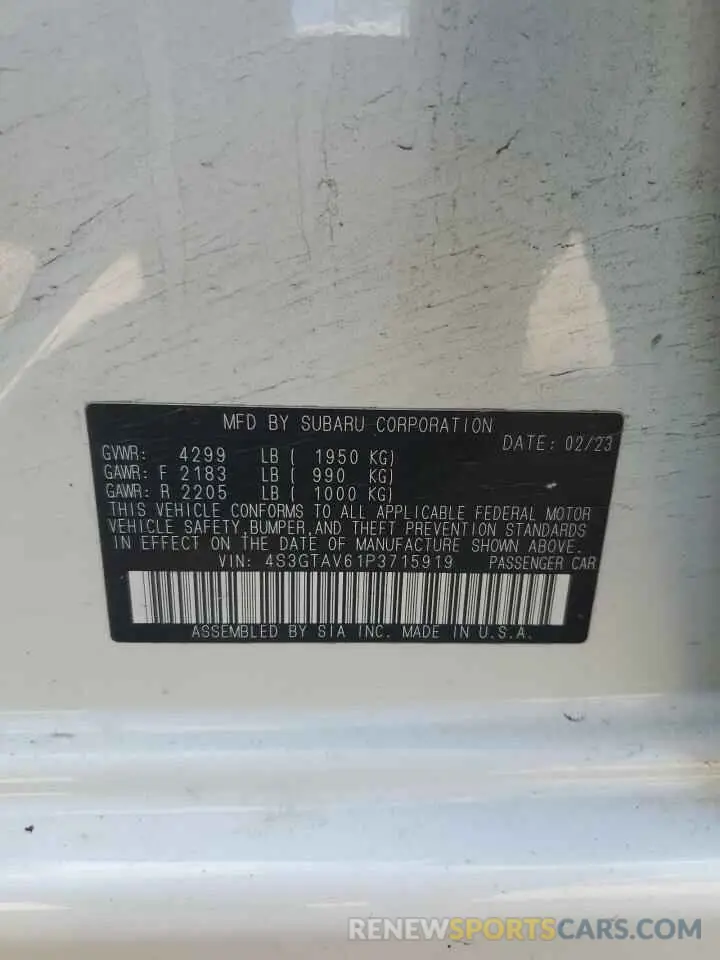 MFD BY SUBARU CORPORATION
DATE: 02/23
GVWR: 4299 LB ( 1950 KG)
GAWR: F 2183 LB ( 990 KG)
GAWR: R 2205 LB ( 1000 KG)
THIS VEHICLE CONFORMS TO ALL APPLICABLE FEDERAL MOTOR
VEHICLE SAFETY,BUMPER,AND THEFT PREVENTION STANDARDS
IN EFFECT ON THE DATE OF MANUFACTURE SHOWN ABOVE.
VIN: 4S3GTAV61P3715919 PASSENGER CAR
ASSEMBLED BY SIA INC. MADE IN U.S.A.
RENEWSPORTSCARS.COM